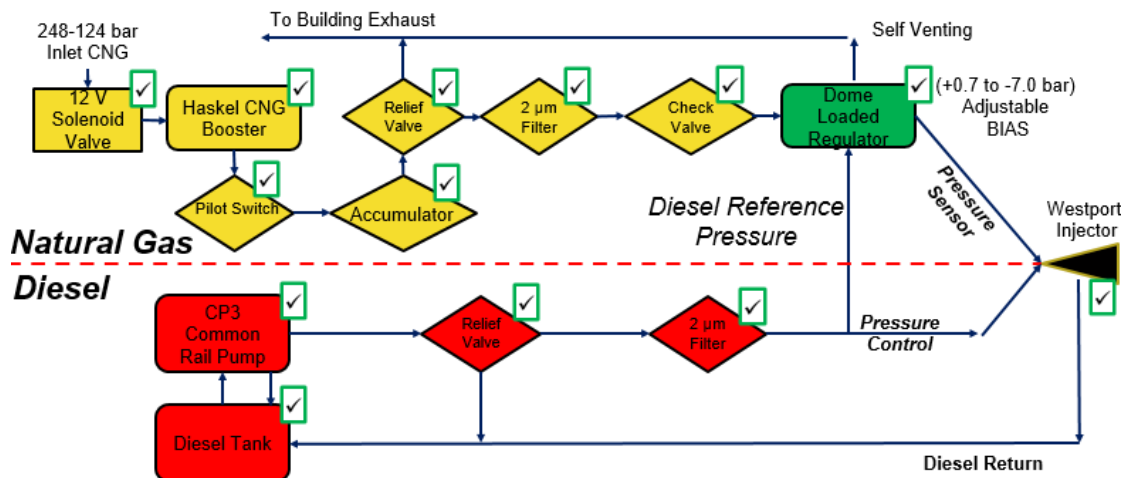 To Building Exhaust
Self Venting
248-124 bar
Inlet CNG
12 V
Solenoid
Valve
Haskel CNG
Booster
Relief
Valve
2 µm
Filter
Check
Valve
Dome
Loaded
Regulator
(+0.7 to -7.0 bar)
Adjustable
BIAS
Pilot Switch
Accumulator
Diesel Reference
Pressure
Pressure
Sensor
Westport
Injector
Natural Gas
Diesel
CP3
Common
Rail Pump
Relief
Valve
2 µm
Filter
Pressure
Control
Diesel Tank
Diesel Return